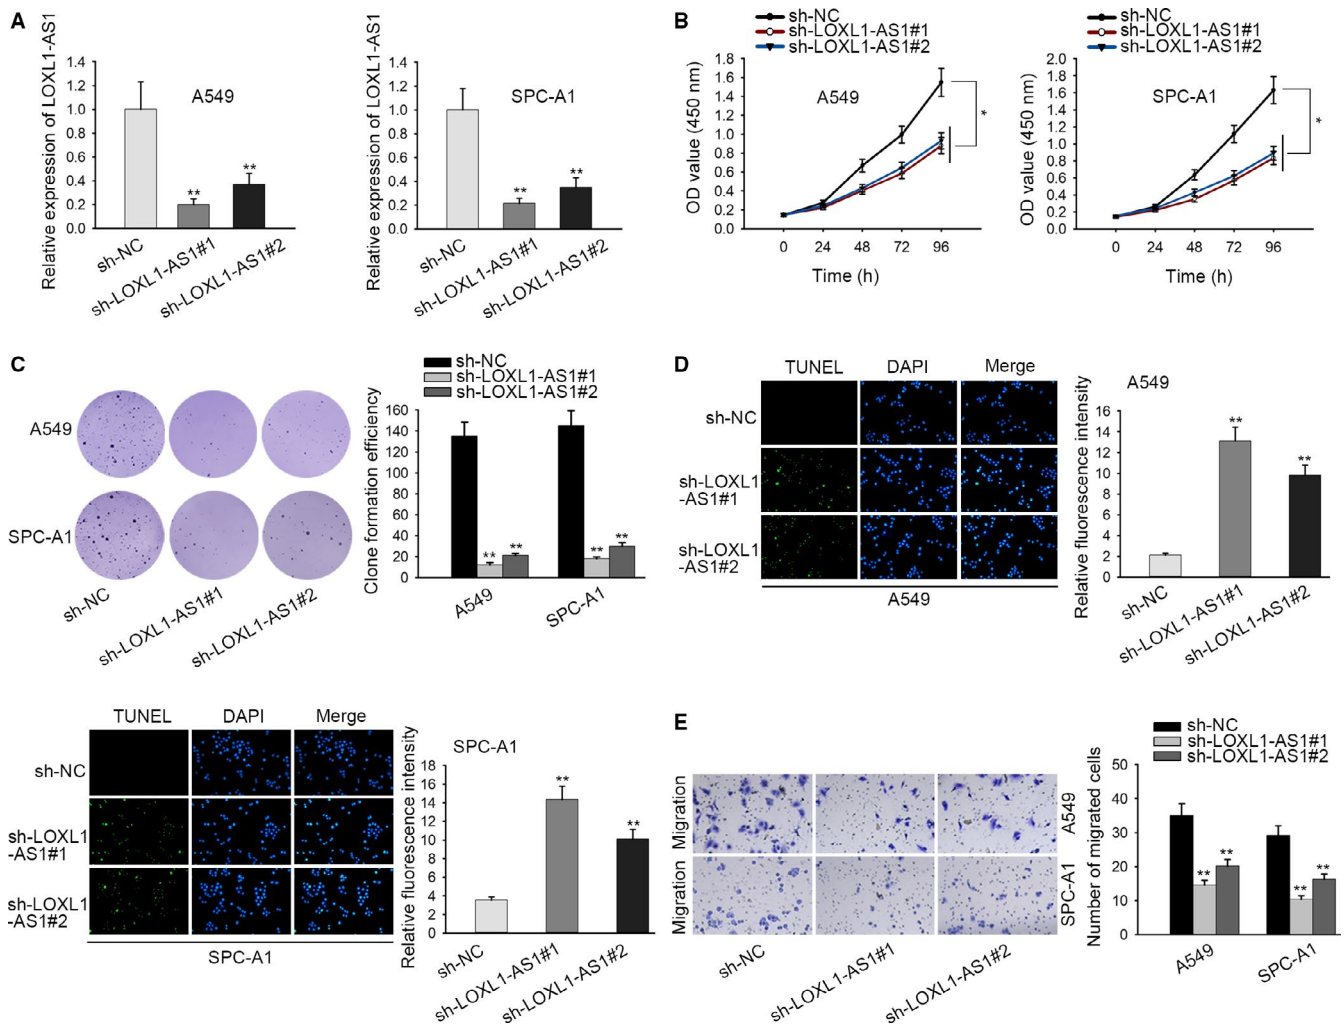 A
Relative expression of LOXL1-AS1
1.4
1.2
1.0
0.8
0.6
0.4
0.2
0.0
A549
**
**
sh-NC
sh-LOXL1-AS1#1
sh-LOXL1-AS1#2
Relative expression of LOXL1-AS1
1.4
1.2
1.0
0.8
0.6
0.4
0.2
0.0
SPC-A1
**
**
sh-NC
sh-LOXL1-AS1#1
sh-LOXL1-AS1#2
B
sh-NC
sh-LOXL1-AS1#1
sh-LOXL1-AS1#2
OD value (450 nm)
1.8
1.6
1.4
1.2
1.0
0.8
0.6
0.4
0.2
0.0
A549
*
0 24 48 72 96
Time (h)
sh-NC
sh-LOXL1-AS1#1
sh-LOXL1-AS1#2
OD value (450 nm)
2.0
1.8
1.6
1.4
1.2
1.0
0.8
0.6
0.4
0.2
0.0
SPC-A1
*
0 24 48 72 96
Time (h)
C
A549
SPC-A1
sh-NC
sh-LOXL1-AS1#1
sh-LOXL1-AS1#2
sh-NC
sh-LOXL1-AS1#1
sh-LOXL1-AS1#2
Clone formation efficiency
160
140
120
100
80
60
40
20
0
**
**
**
**
A549
SPC-A1
D
TUNEL DAPI Merge
sh-NC
sh-LOXL1
-AS1#1
sh-LOXL1
-AS1#2
A549
A549
Relative fluorescence intensity
16
14
12
10
8
6
4
2
0
**
**
sh-NC
sh-LOXL1-AS1#1
sh-LOXL1-AS1#2
TUNEL DAPI Merge
sh-NC
sh-LOXL1
-AS1#1
sh-LOXL1
-AS1#2
SPC-A1
SPC-A1
Relative fluorescence intensity
18
16
14
12
10
8
6
4
2
0
**
**
sh-NC
sh-LOXL1-AS1#1
sh-LOXL1-AS1#2
E
Migration
Migration
A549
SPC-A1
sh-NC
sh-LOXL1-AS1#1
sh-LOXL1-AS1#2
sh-NC
sh-LOXL1-AS1#1
sh-LOXL1-AS1#2
Number of migrated cells
50
40
30
20
10
0
**
**
**
**
A549
SPC-A1